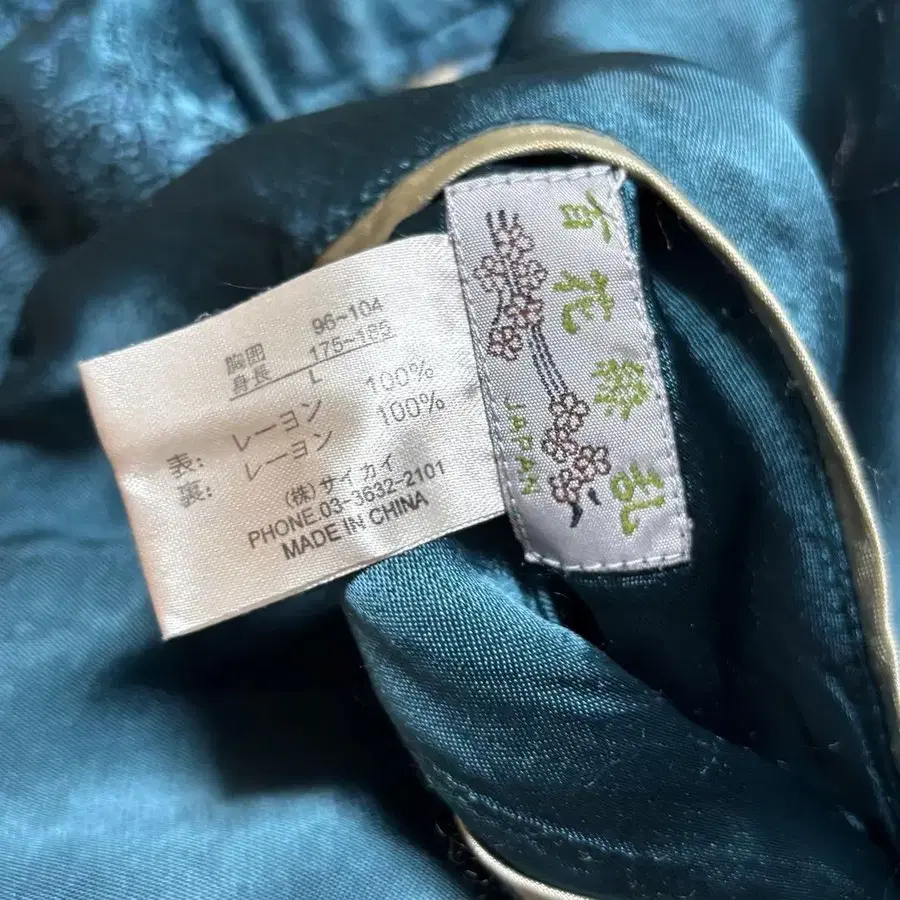 胸囲 96~104
身長 175~185
L
表: レーヨン 100%
裏: レーヨン 100%
(株)サイカイ
PHONE.03-3632-2101
MADE IN CHINA
百花繚乱
JAPAN